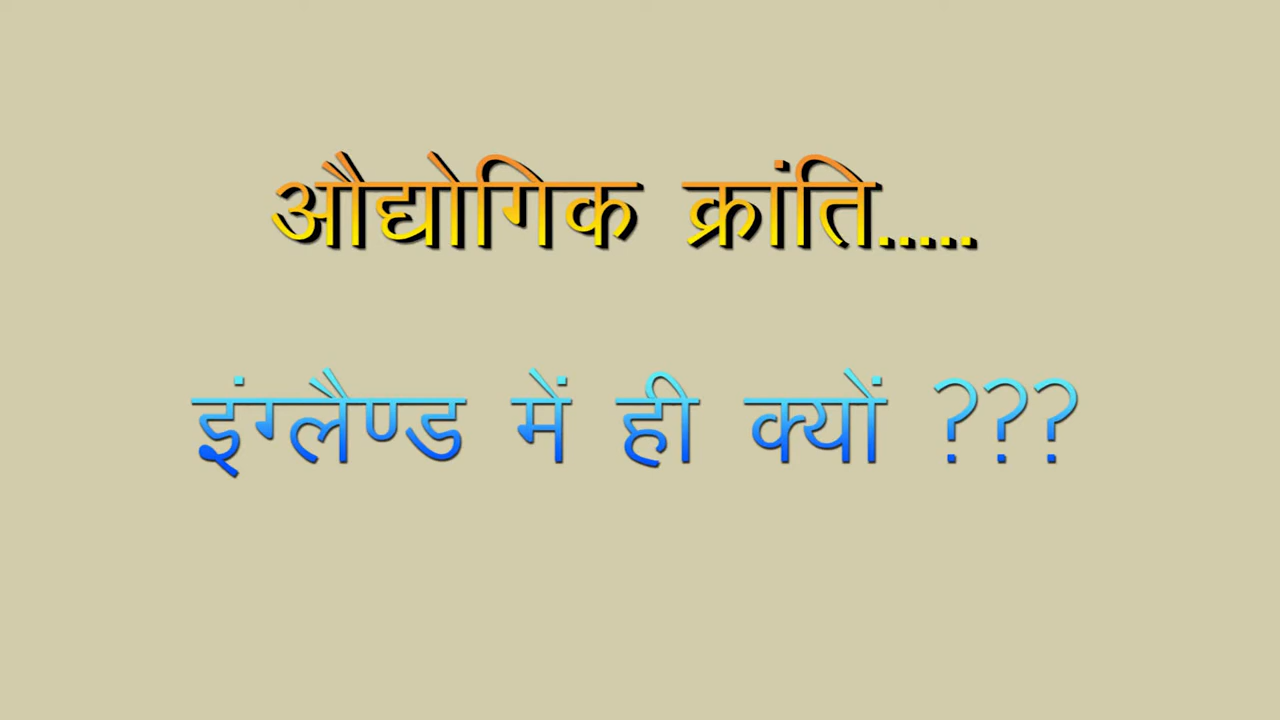 औद्योगिक क्रांति.....
इंग्लैण्ड में ही क्यों ???